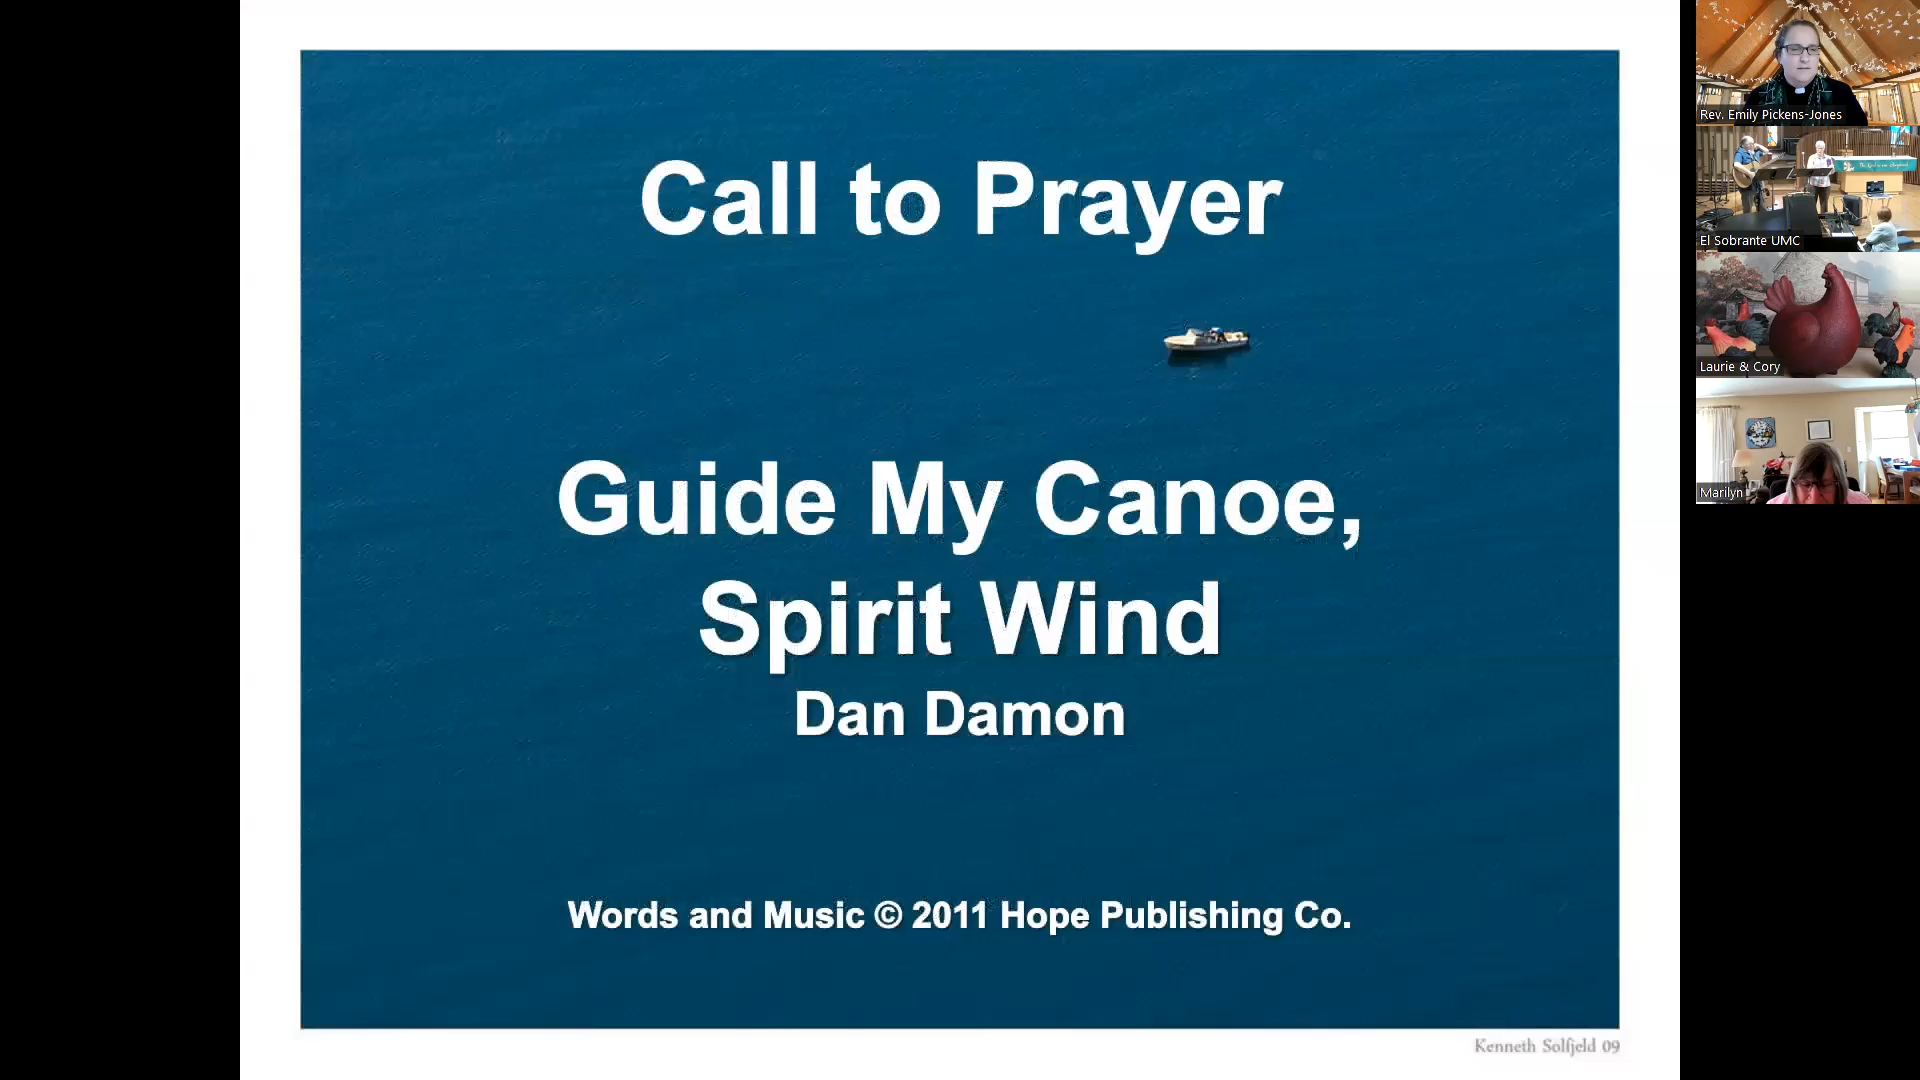 Call to Prayer
Guide My Canoe,
Spirit Wind
Dan Damon
Words and Music © 2011 Hope Publishing Co.
Kenneth Solfjeld 09
Rev. Emily Pickens-Jones
El Sobrante UMC
Laurie & Cory
Marilyn